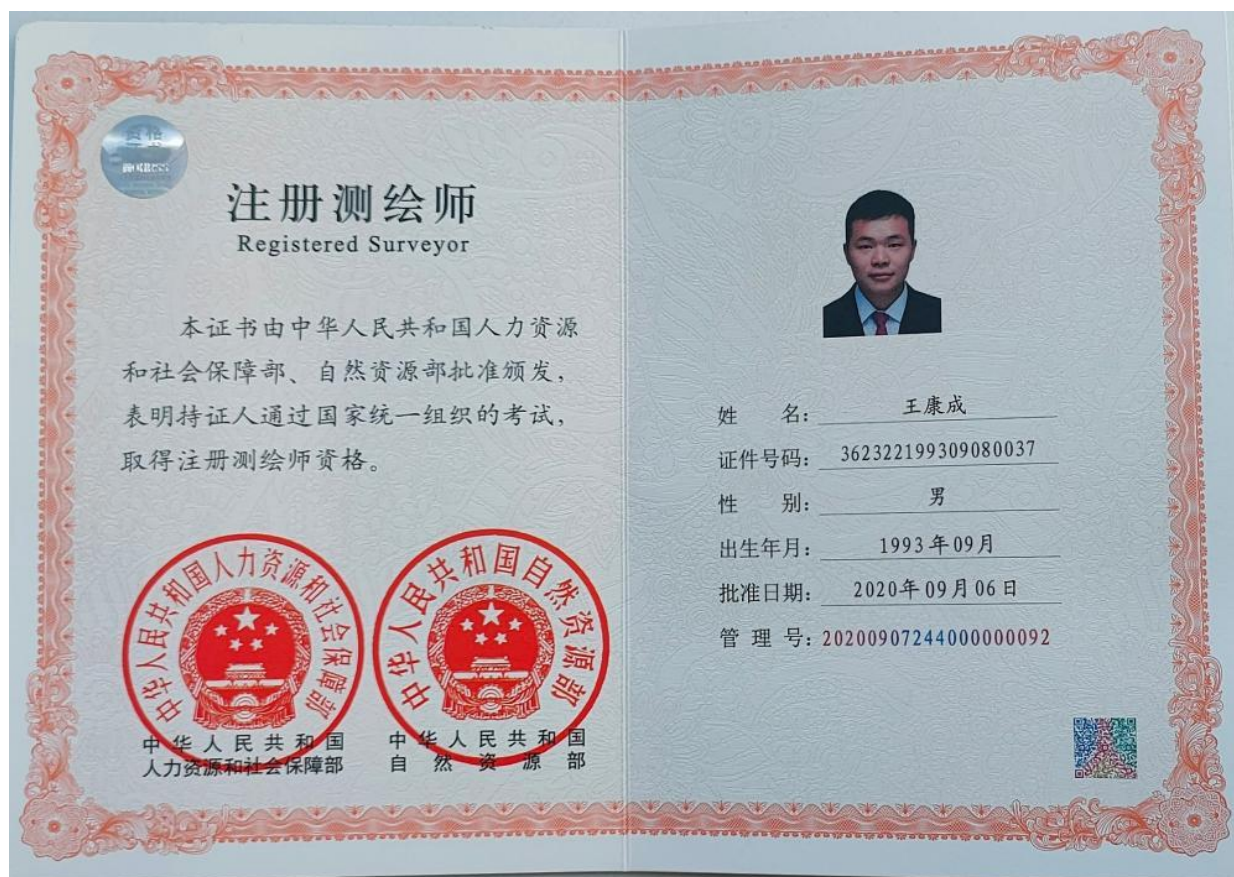 资格
注册测绘师
Registered Surveyor
本证书由中华人民共和国人力资源
和社会保障部、自然资源部批准颁发，
表明持证人通过国家统一组织的考试，
取得注册测绘师资格。
中华人民共和国人力资源和社会保障部
中华人民共和国自然资源部
中华人民共和国
人力资源和社会保障部
中华人民共和国
自然资源部
姓名：王康成
证件号码：362322199309080037
性别：男
出生年月：1993年09月
批准日期：2020年09月06日
管理号：20200907244000000092